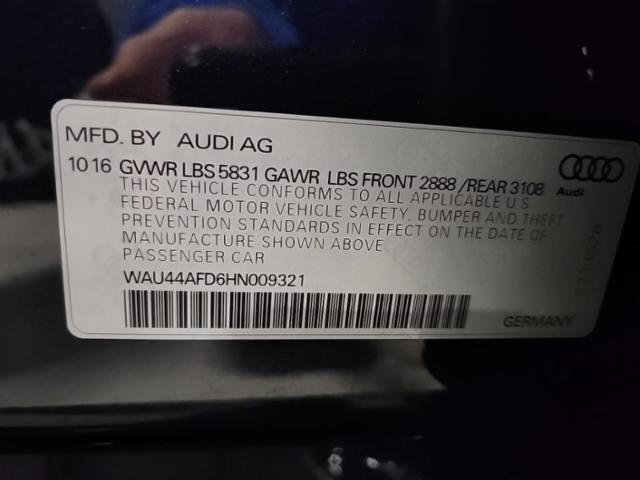 MFD. BY AUDI AG
10 16 GVWR LBS 5831 GAWR LBS FRONT 2888 /REAR 3108
THIS VEHICLE CONFORMS TO ALL APPLICABLE U S
FEDERAL MOTOR VEHICLE SAFETY, BUMPER AND THEFT
PREVENTION STANDARDS IN EFFECT ON THE DATE OF
MANUFACTURE SHOWN ABOVE
PASSENGER CAR
WAU44AFD6HN009321
Audi
GERMANY